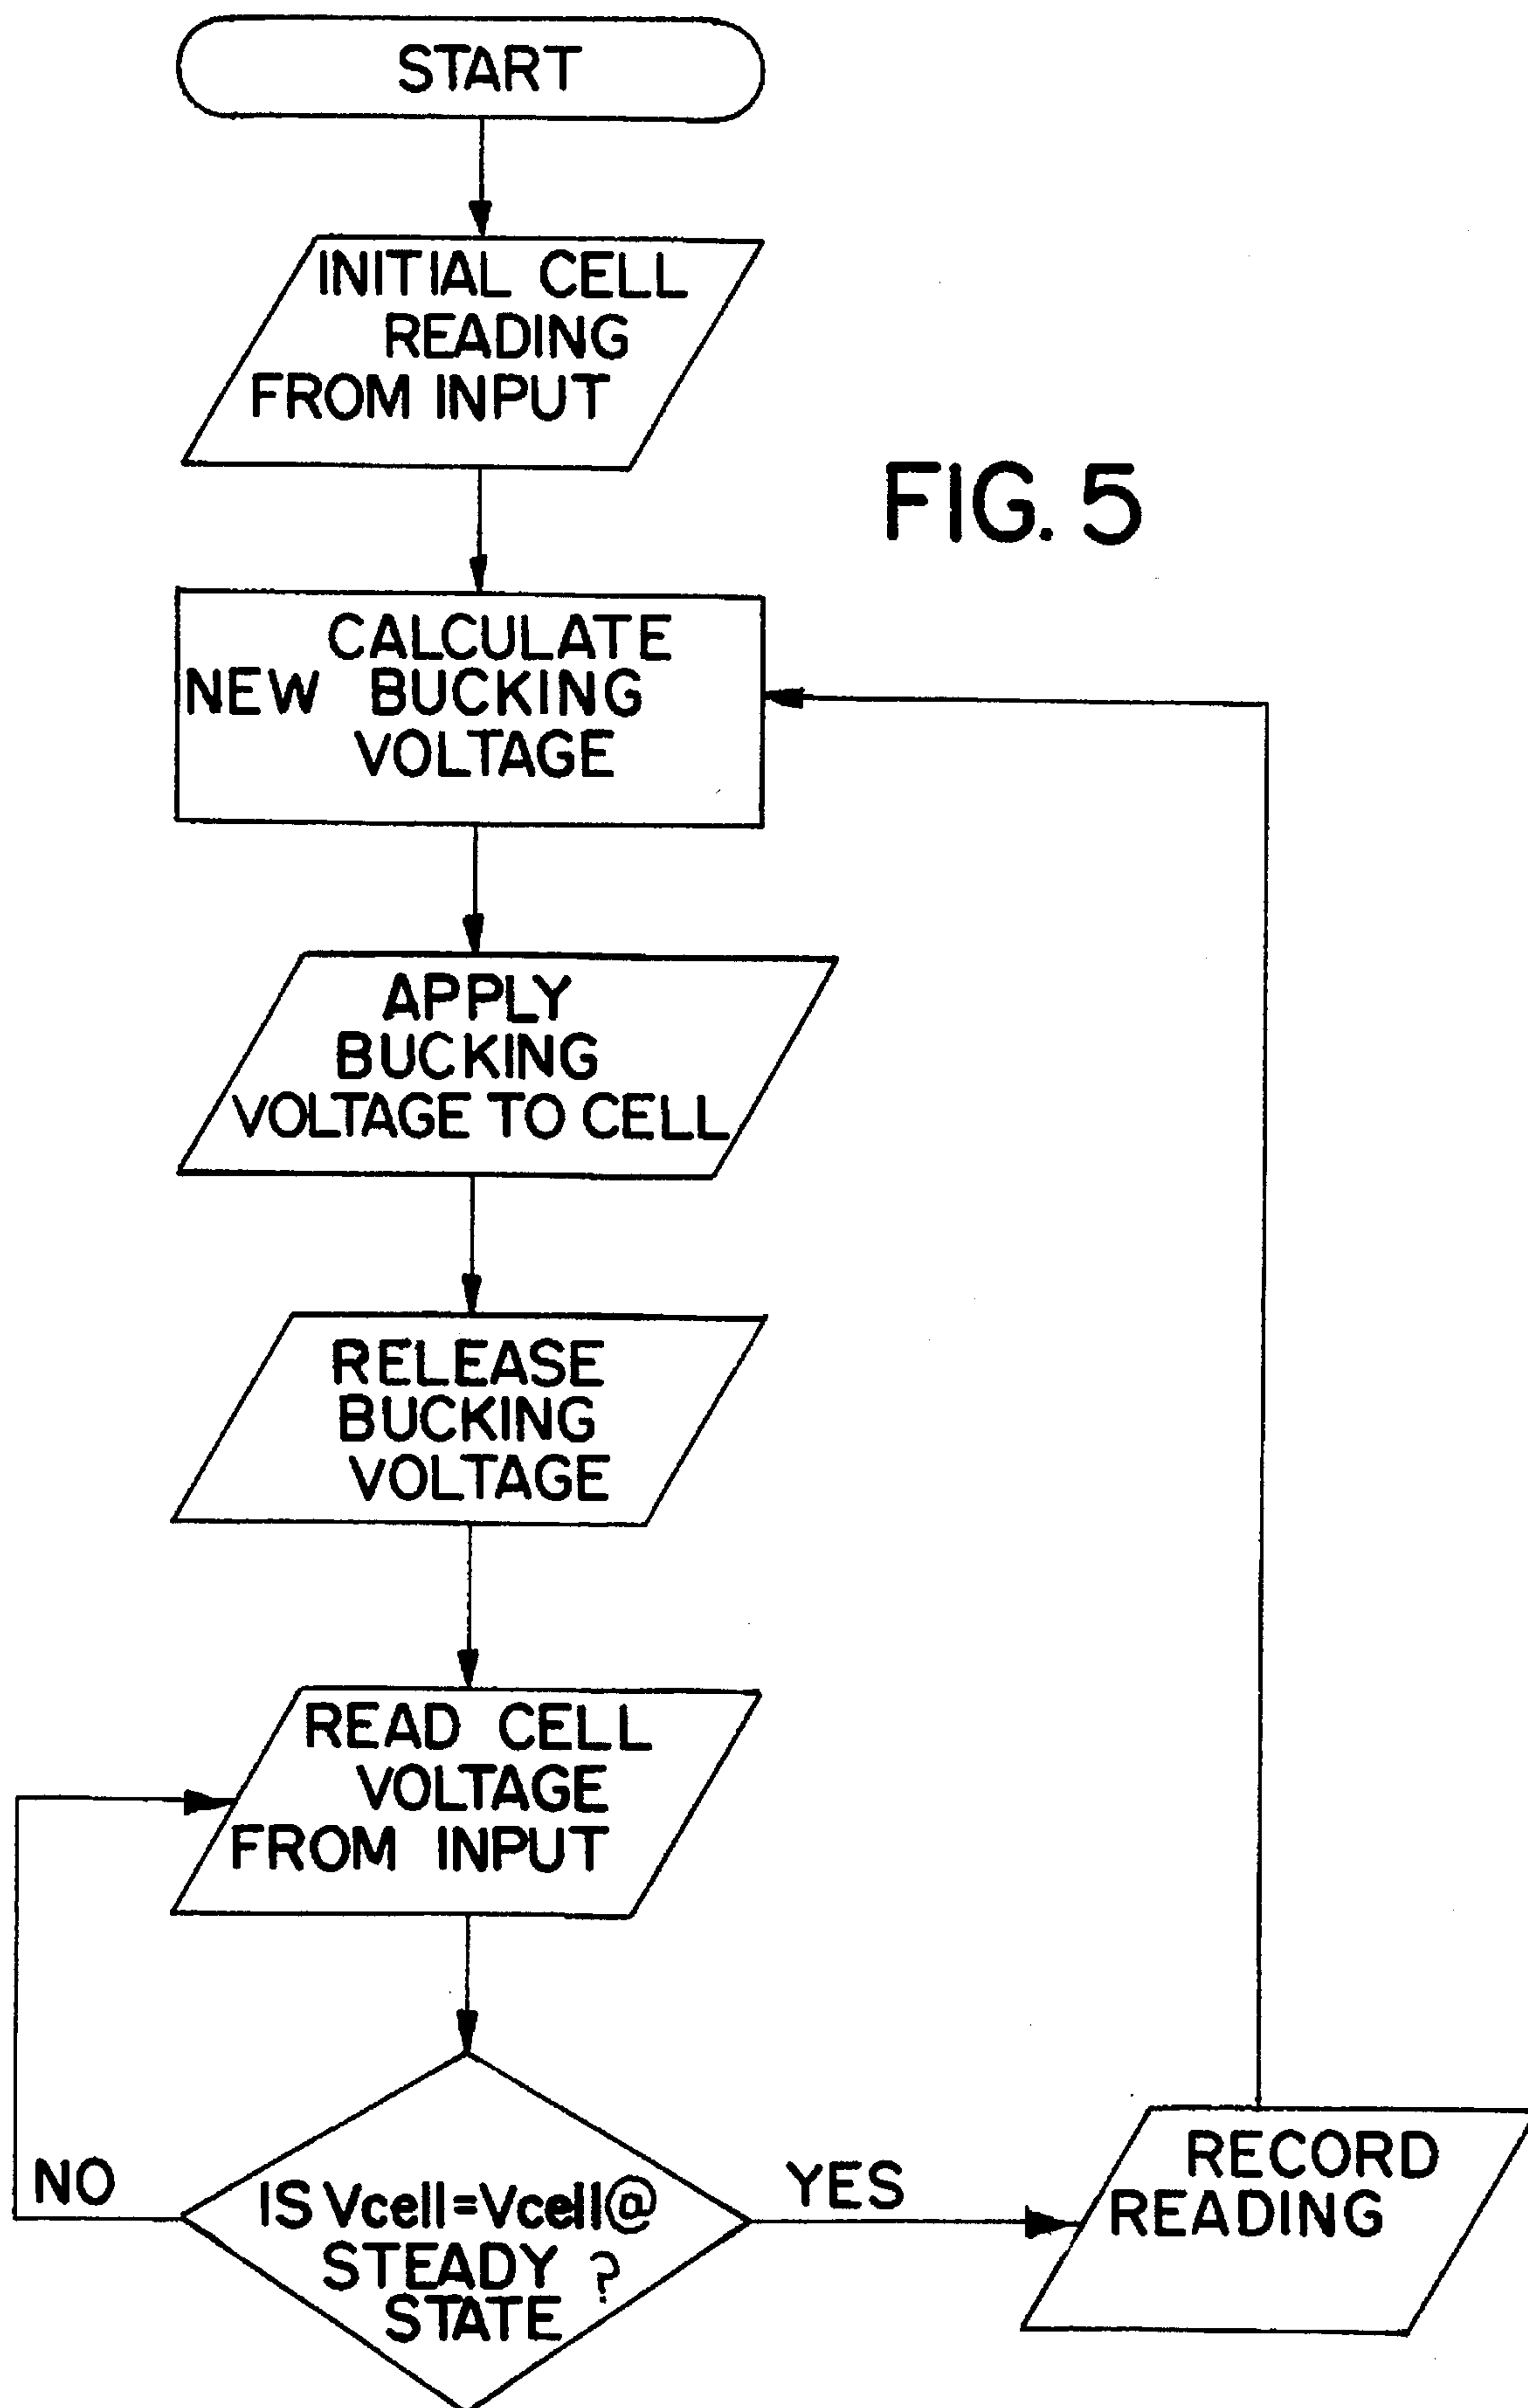 START
INITIAL CELL
READING
FROM INPUT
FIG. 5
CALCULATE
NEW BUCKING
VOLTAGE
APPLY
BUCKING
VOLTAGE TO CELL
RELEASE
BUCKING
VOLTAGE
READ CELL
VOLTAGE
FROM INPUT
NO
IS Vcell=Vcell@
STEADY ?
STATE
YES
RECORD
READING